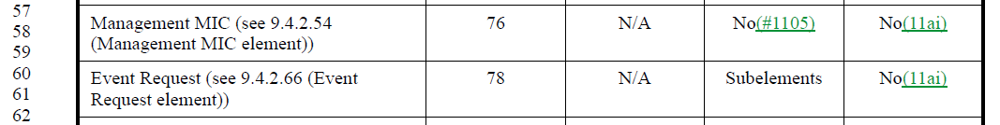 57
58
59
60
61
62
Management MIC (see 9.4.2.54 76 N/A No(#1105) No(11ai)
(Management MIC element))
Event Request (see 9.4.2.66 (Event 78 N/A Subelements No(11ai)
Request element))